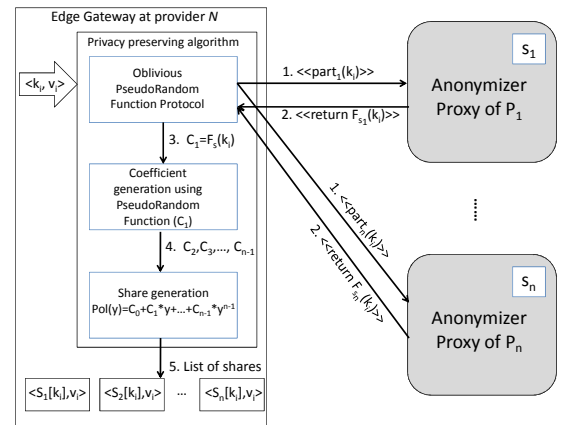 Edge Gateway at provider N
Privacy preserving algorithm
<kᵢ, vᵢ>
Oblivious
PseudoRandom
Function Protocol
1. <<part₁(kᵢ)>>
2. <<return Fₛ₁(kᵢ)>>
S₁
Anonymizer
Proxy of P₁
3. C₁=Fₛ(kᵢ)
Coefficient
generation using
PseudoRandom
Function (C₁)
1. <<partₙ(kᵢ)>>
2. <<return Fₛₙ(kᵢ)>>
4. C₂,C₃,..., Cₙ₋₁
Share generation
Pol(y)=C₀+C₁*y+…+Cₙ₋₁*yⁿ⁻¹
Sₙ
Anonymizer
Proxy of Pₙ
5. List of shares
<S₁[kᵢ],vᵢ> <S₂[kᵢ],vᵢ> … <Sₙ[kᵢ],vᵢ>